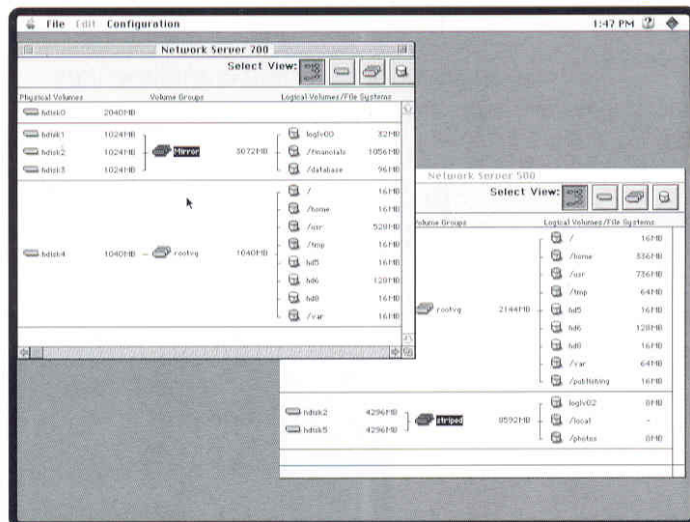 File Edit Configuration 1:47 PM
Network Server 700
Select View:
Physical Volumes Volume Groups Logical Volumes/File Systems
hdisk0 2040MB
hdisk1 1024MB
hdisk2 1024MB
hdisk3 1024MB
Mirror 3072MB
loglv00 32MB
/financials 1056MB
/database 96MB
hdisk4 1040MB
rootvg 1040MB
/ 16MB
/home 16MB
/usr 528MB
/tmp 16MB
hd5 16MB
hd6 128MB
hd8 16MB
/var 16MB
Network Server 500
Select View:
Volume Groups Logical Volumes/File Systems
rootvg 2144MB
/ 16MB
/home 336MB
/usr 736MB
/tmp 64MB
hd5 16MB
hd6 128MB
hd8 16MB
/var 64MB
/publishing 16MB
hdisk2 4296MB
hdisk5 4296MB
striped 8592MB
loglv02 8MB
/local -
/photos 8MB